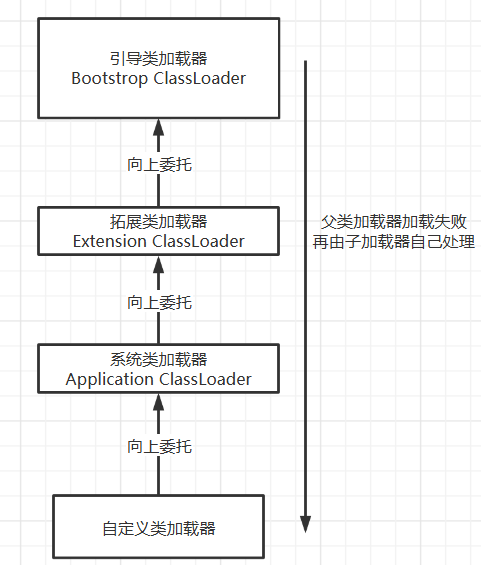 引导类加载器
Bootstrop ClassLoader
向上委托
拓展类加载器
Extension ClassLoader
父类加载器加载失败
再由子加载器自己处理
向上委托
系统类加载器
Application ClassLoader
向上委托
自定义类加载器